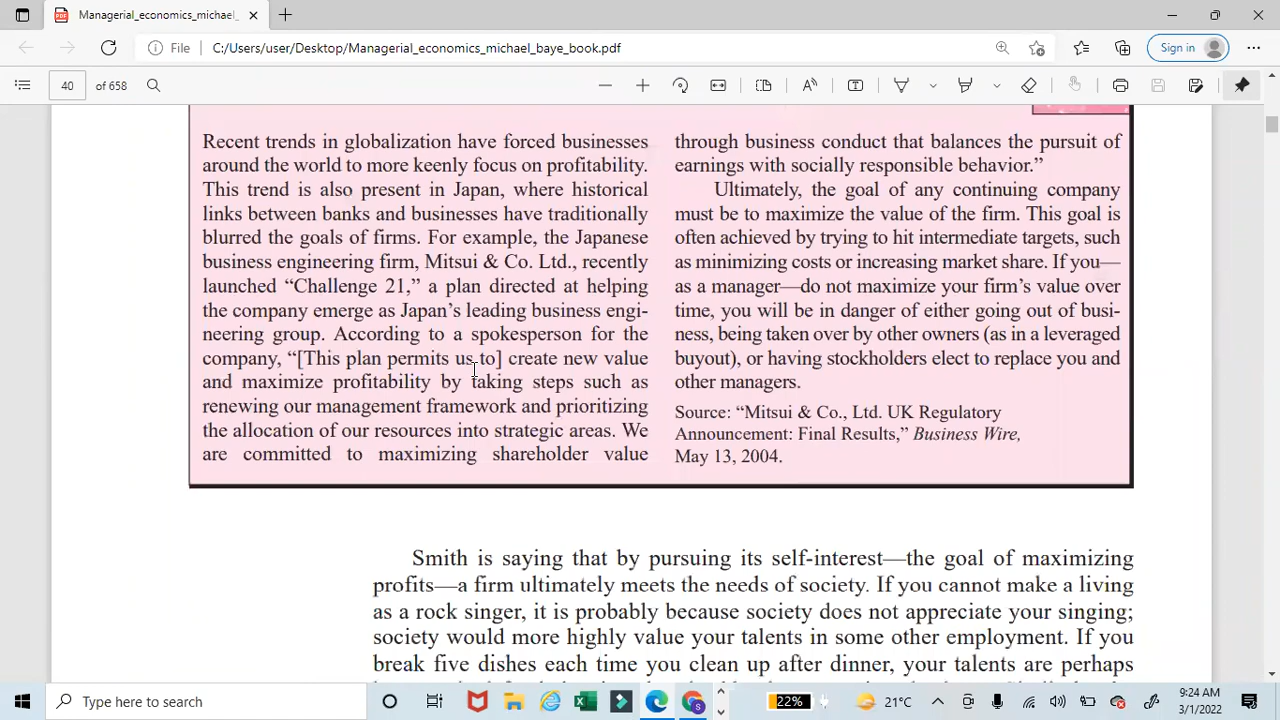 Managerial_economics_michael_
File
C:/Users/user/Desktop/Managerial_economics_michael_baye_book.pdf
Sign in
40 of 658
Recent trends in globalization have forced businesses
around the world to more keenly focus on profitability.
This trend is also present in Japan, where historical
links between banks and businesses have traditionally
blurred the goals of firms. For example, the Japanese
business engineering firm, Mitsui & Co. Ltd., recently
launched “Challenge 21,” a plan directed at helping
the company emerge as Japan’s leading business engi-
neering group. According to a spokesperson for the
company, “[This plan permits us to] create new value
and maximize profitability by taking steps such as
renewing our management framework and prioritizing
the allocation of our resources into strategic areas. We
are committed to maximizing shareholder value
through business conduct that balances the pursuit of
earnings with socially responsible behavior.”
Ultimately, the goal of any continuing company
must be to maximize the value of the firm. This goal is
often achieved by trying to hit intermediate targets, such
as minimizing costs or increasing market share. If you—
as a manager—do not maximize your firm’s value over
time, you will be in danger of either going out of busi-
ness, being taken over by other owners (as in a leveraged
buyout), or having stockholders elect to replace you and
other managers.
Source: “Mitsui & Co., Ltd. UK Regulatory
Announcement: Final Results,” Business Wire,
May 13, 2004.
Smith is saying that by pursuing its self-interest—the goal of maximizing
profits—a firm ultimately meets the needs of society. If you cannot make a living
as a rock singer, it is probably because society does not appreciate your singing;
society would more highly value your talents in some other employment. If you
break five dishes each time you clean up after dinner, your talents are perhaps
Type here to search
22%
21°C
9:24 AM
3/1/2022